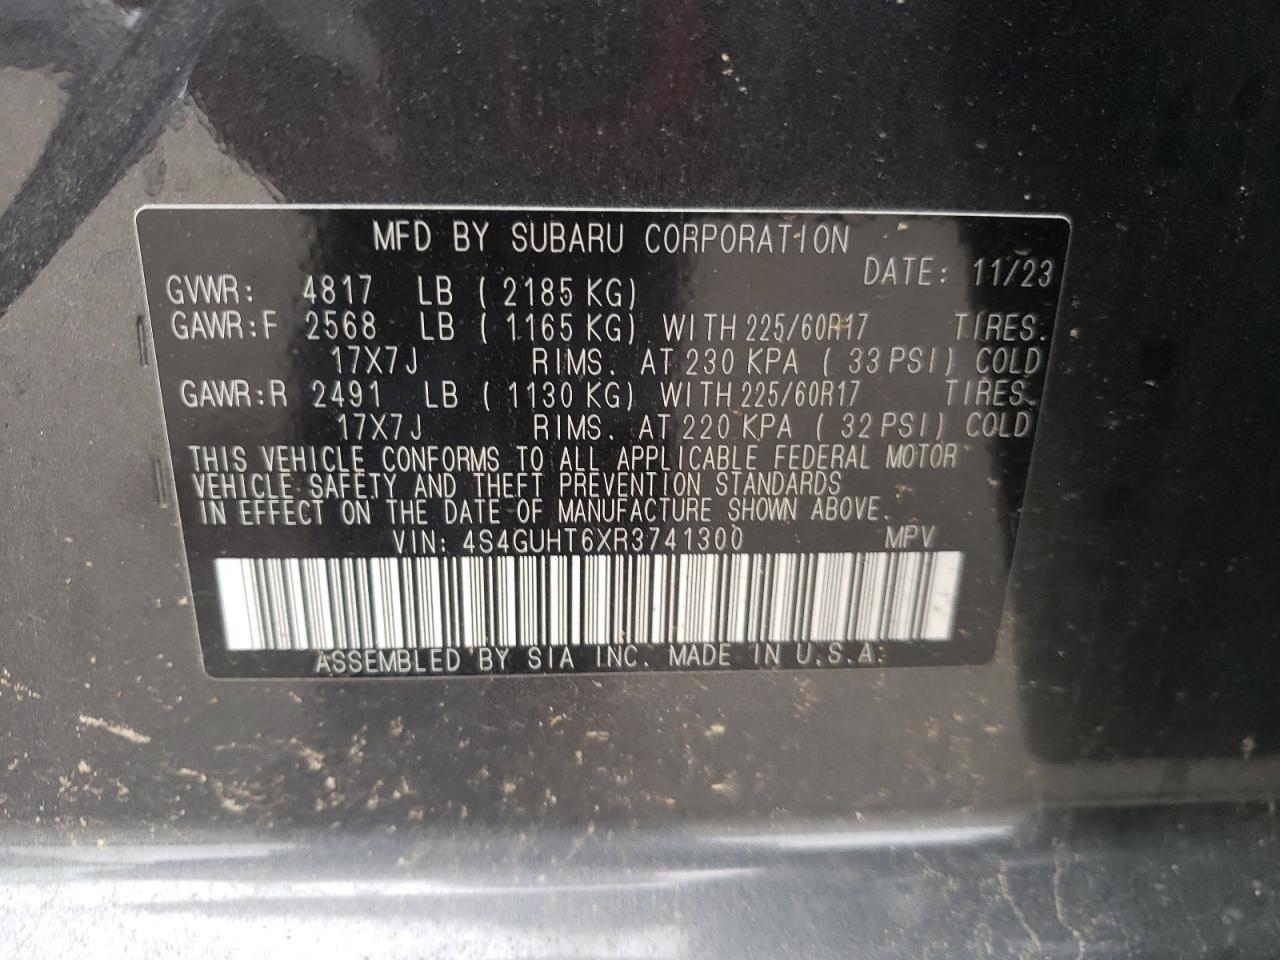 MFD BY SUBARU CORPORATION
DATE: 11/23
GVWR: 4817 LB ( 2185 KG)
GAWR:F 2568 LB ( 1165 KG) WITH 225/60R17 TIRES.
17X7J RIMS. AT 230 KPA ( 33 PSI) COLD
GAWR:R 2491 LB ( 1130 KG) WITH 225/60R17 TIRES.
17X7J RIMS. AT 220 KPA ( 32 PSI) COLD
THIS VEHICLE CONFORMS TO ALL APPLICABLE FEDERAL MOTOR
VEHICLE SAFETY AND THEFT PREVENTION STANDARDS
IN EFFECT ON THE DATE OF MANUFACTURE SHOWN ABOVE.
VIN: 4S4GUHT6XR3741300 MPV
ASSEMBLED BY SIA INC. MADE IN U.S.A.